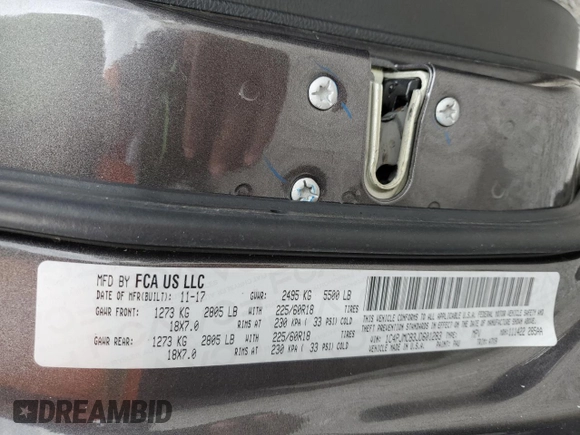 MFD BY FCA US LLC
DATE OF MFR(BUILT): 11-17 GVWR: 2495 KG 5500 LB
GAWR FRONT: 1273 KG 2805 LB WITH 225/60R18
18X7.0 RIMS AT 230 KPA ( 33 PSI) COLD
GAWR REAR: 1273 KG 2805 LB WITH 225/60R18
18X7.0 RIMS AT 230 KPA ( 33 PSI) COLD
THIS VEHICLE CONFORMS TO ALL APPLICABLE U.S.A. FEDERAL MOTOR VEHICLE SAFETY AND
THEFT PREVENTION STANDARDS IN EFFECT ON THE DATE OF MANUFACTURE SHOWN ABOVE.
VIN: TYPE:
VEHICLE MADE IN U.S.A. PAINT: TRIM:
DREAMBID